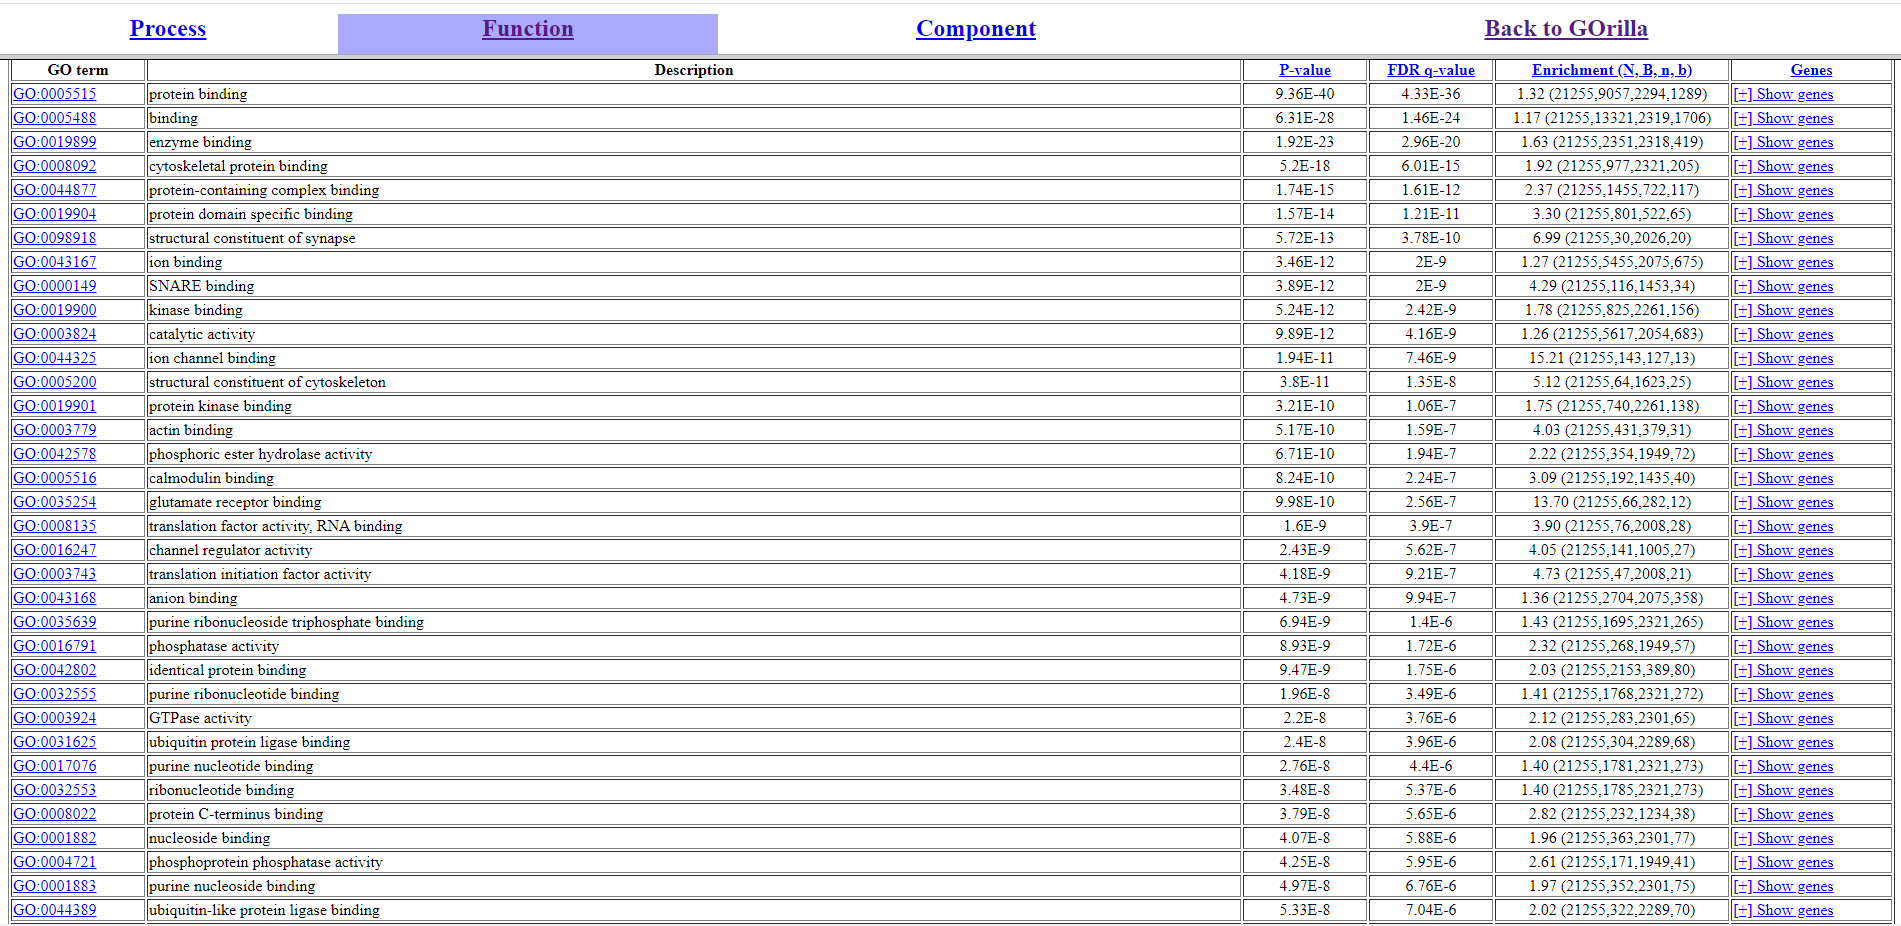 Process Function Component Back to GOrilla
GO term Description P-value FDR q-value Enrichment (N, B, n, b) Genes
GO:0005515 protein binding 9.36E-40 4.33E-36 1.32 (21255,9057,2294,1289) [+] Show genes
GO:0005488 binding 6.31E-28 1.46E-24 1.17 (21255,13321,2319,1706) [+] Show genes
GO:0019899 enzyme binding 1.92E-23 2.96E-20 1.63 (21255,2351,2318,419) [+] Show genes
GO:0008092 cytoskeletal protein binding 5.2E-18 6.01E-15 1.92 (21255,977,2321,205) [+] Show genes
GO:0044877 protein-containing complex binding 1.74E-15 1.61E-12 2.37 (21255,1455,722,117) [+] Show genes
GO:0019904 protein domain specific binding 1.57E-14 1.21E-11 3.30 (21255,801,522,65) [+] Show genes
GO:0098918 structural constituent of synapse 5.72E-13 3.78E-10 6.99 (21255,30,2026,20) [+] Show genes
GO:0043167 ion binding 3.46E-12 2E-9 1.27 (21255,5455,2075,675) [+] Show genes
GO:0000149 SNARE binding 3.89E-12 2E-9 4.29 (21255,116,1453,34) [+] Show genes
GO:0019900 kinase binding 5.24E-12 2.42E-9 1.78 (21255,825,2261,156) [+] Show genes
GO:0003824 catalytic activity 9.89E-12 4.16E-9 1.26 (21255,5617,2054,683) [+] Show genes
GO:0044325 ion channel binding 1.94E-11 7.46E-9 15.21 (21255,143,127,13) [+] Show genes
GO:0005200 structural constituent of cytoskeleton 3.8E-11 1.35E-8 5.12 (21255,64,1623,25) [+] Show genes
GO:0019901 protein kinase binding 3.21E-10 1.06E-7 1.75 (21255,740,2261,138) [+] Show genes
GO:0003779 actin binding 5.17E-10 1.59E-7 4.03 (21255,431,379,31) [+] Show genes
GO:0042578 phosphoric ester hydrolase activity 6.71E-10 1.94E-7 2.22 (21255,354,1949,72) [+] Show genes
GO:0005516 calmodulin binding 8.24E-10 2.24E-7 3.09 (21255,192,1435,40) [+] Show genes
GO:0035254 glutamate receptor binding 9.98E-10 2.56E-7 13.70 (21255,66,282,12) [+] Show genes
GO:0008135 translation factor activity, RNA binding 1.6E-9 3.9E-7 3.90 (21255,76,2008,28) [+] Show genes
GO:0016247 channel regulator activity 2.43E-9 5.62E-7 4.05 (21255,141,1005,27) [+] Show genes
GO:0003743 translation initiation factor activity 4.18E-9 9.21E-7 4.73 (21255,47,2008,21) [+] Show genes
GO:0043168 anion binding 4.73E-9 9.94E-7 1.36 (21255,2704,2075,358) [+] Show genes
GO:0035639 purine ribonucleoside triphosphate binding 6.94E-9 1.4E-6 1.43 (21255,1695,2321,265) [+] Show genes
GO:0016791 phosphatase activity 8.93E-9 1.72E-6 2.32 (21255,268,1949,57) [+] Show genes
GO:0042802 identical protein binding 9.47E-9 1.75E-6 2.03 (21255,2153,389,80) [+] Show genes
GO:0032555 purine ribonucleotide binding 1.96E-8 3.49E-6 1.41 (21255,1768,2321,272) [+] Show genes
GO:0003924 GTPase activity 2.2E-8 3.76E-6 2.12 (21255,283,2301,65) [+] Show genes
GO:0031625 ubiquitin protein ligase binding 2.4E-8 3.96E-6 2.08 (21255,304,2289,68) [+] Show genes
GO:0017076 purine nucleotide binding 2.76E-8 4.4E-6 1.40 (21255,1781,2321,273) [+] Show genes
GO:0032553 ribonucleotide binding 3.48E-8 5.37E-6 1.40 (21255,1785,2321,273) [+] Show genes
GO:0008022 protein C-terminus binding 3.79E-8 5.65E-6 2.82 (21255,232,1234,38) [+] Show genes
GO:0001882 nucleoside binding 4.07E-8 5.88E-6 1.96 (21255,363,2301,77) [+] Show genes
GO:0004721 phosphoprotein phosphatase activity 4.25E-8 5.95E-6 2.61 (21255,171,1949,41) [+] Show genes
GO:0001883 purine nucleoside binding 4.97E-8 6.76E-6 1.97 (21255,352,2301,75) [+] Show genes
GO:0044389 ubiquitin-like protein ligase binding 5.33E-8 7.04E-6 2.02 (21255,322,2289,70) [+] Show genes